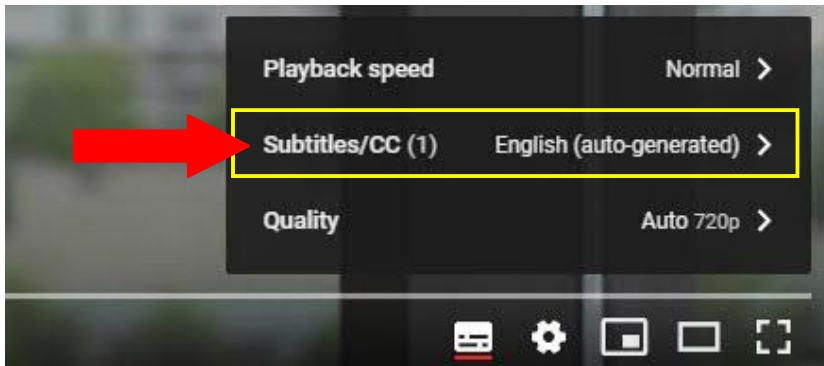 Playback speed Normal
Subtitles/CC (1) English (auto-generated)
Quality Auto 720p